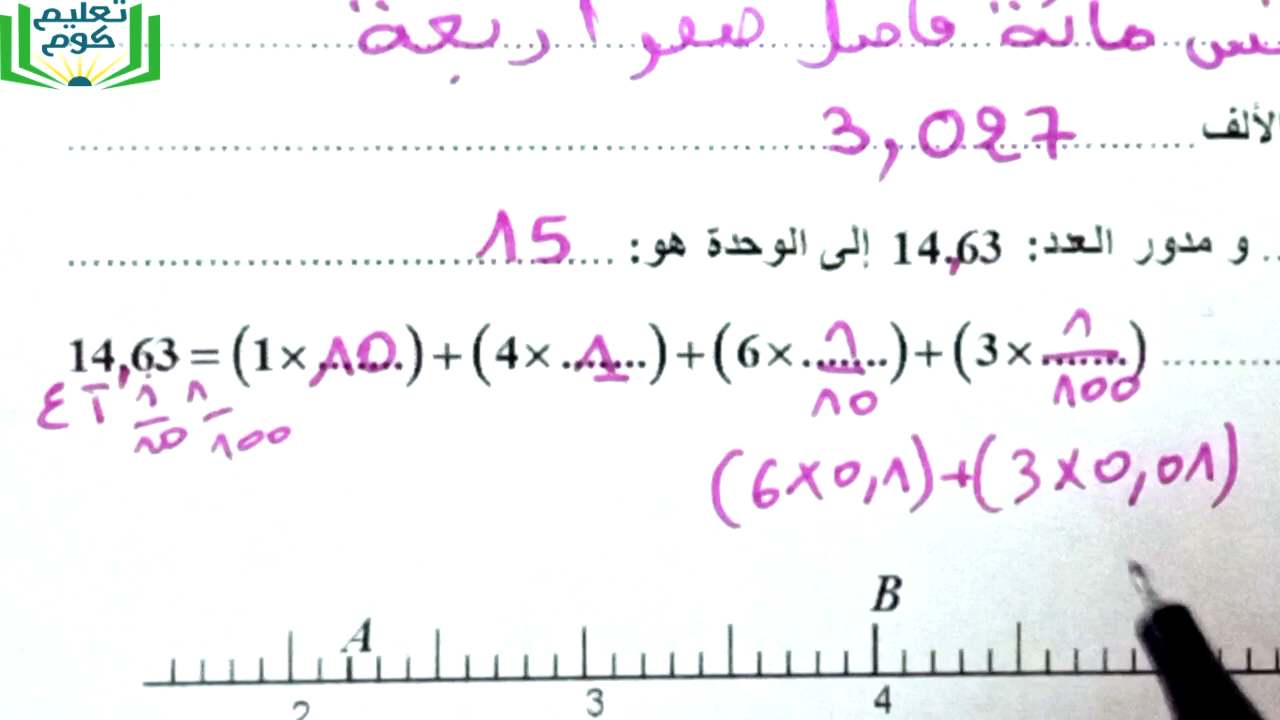 تعليم
كوم
مائة فاصل صفر أربعة
الألف 3,027
و مدور العدد: 14,63 إلى الوحدة هو: 15
14,63 = (1× 10) + (4× 1) + (6× 1/10) + (3× 1/100)
1/10 1/100
(6×0,1)+(3×0,01)
A B
2 3 4